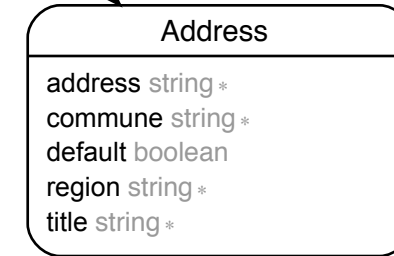 Address
address string *
commune string *
default boolean
region string *
title string *